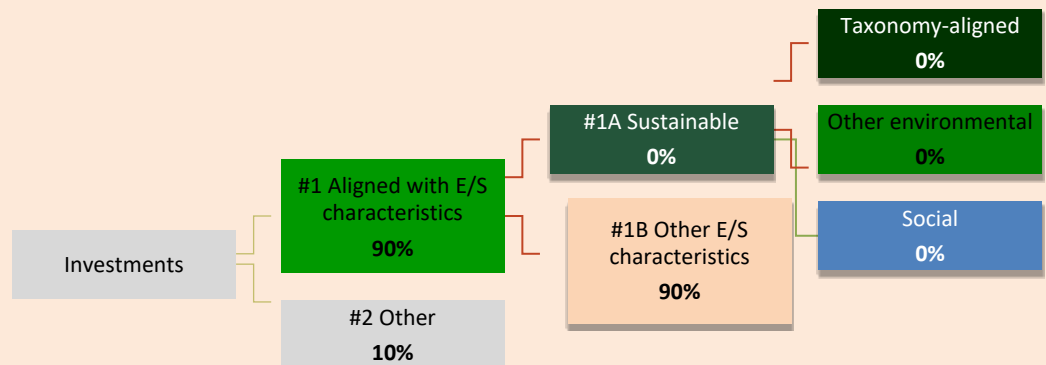 Investments
#1 Aligned with E/S
characteristics
90%
#2 Other
10%
#1A Sustainable
0%
#1B Other E/S
characteristics
90%
Taxonomy-aligned
0%
Other environmental
0%
Social
0%